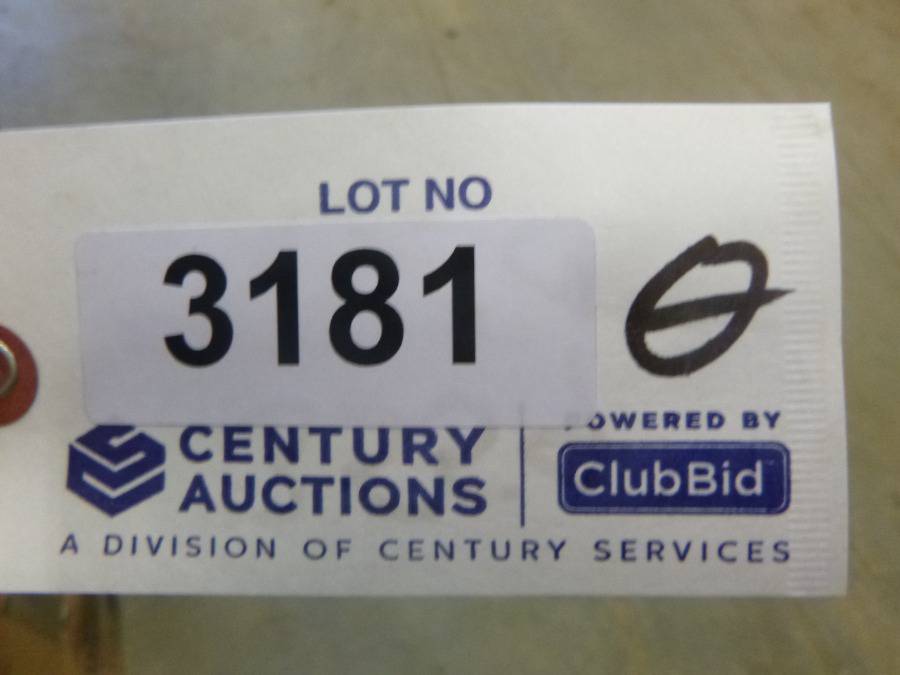 LOT NO
3181
CENTURY
AUCTIONS
POWERED BY
ClubBid
A DIVISION OF CENTURY SERVICES